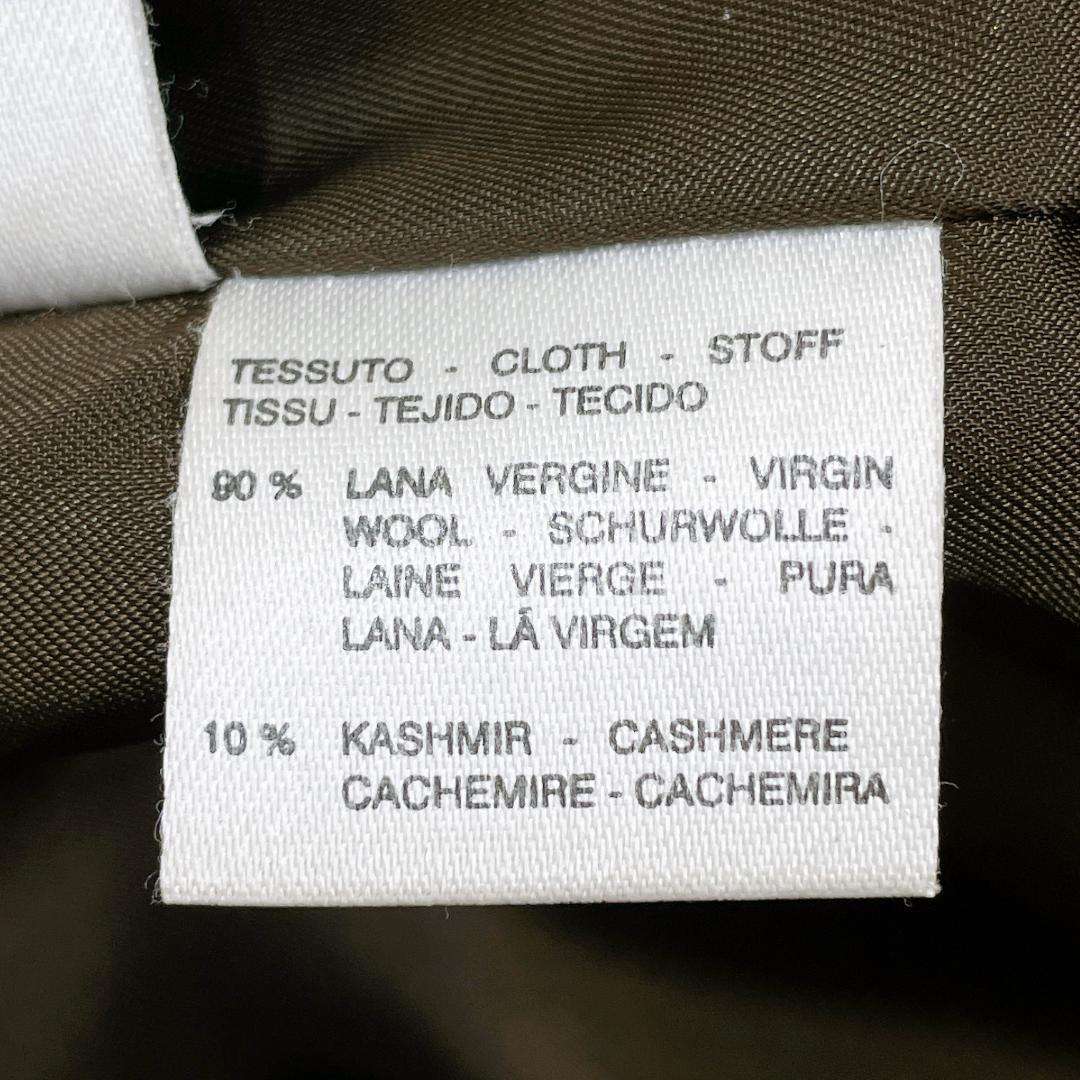 TESSUTO - CLOTH - STOFF
TISSU - TEJIDO - TECIDO
90 % LANA VERGINE - VIRGIN
WOOL - SCHURWOLLE -
LAINE VIERGE - PURA
LANA - LÃ VIRGEM
10 % KASHMIR - CASHMERE
CACHEMIRE - CACHEMIRA